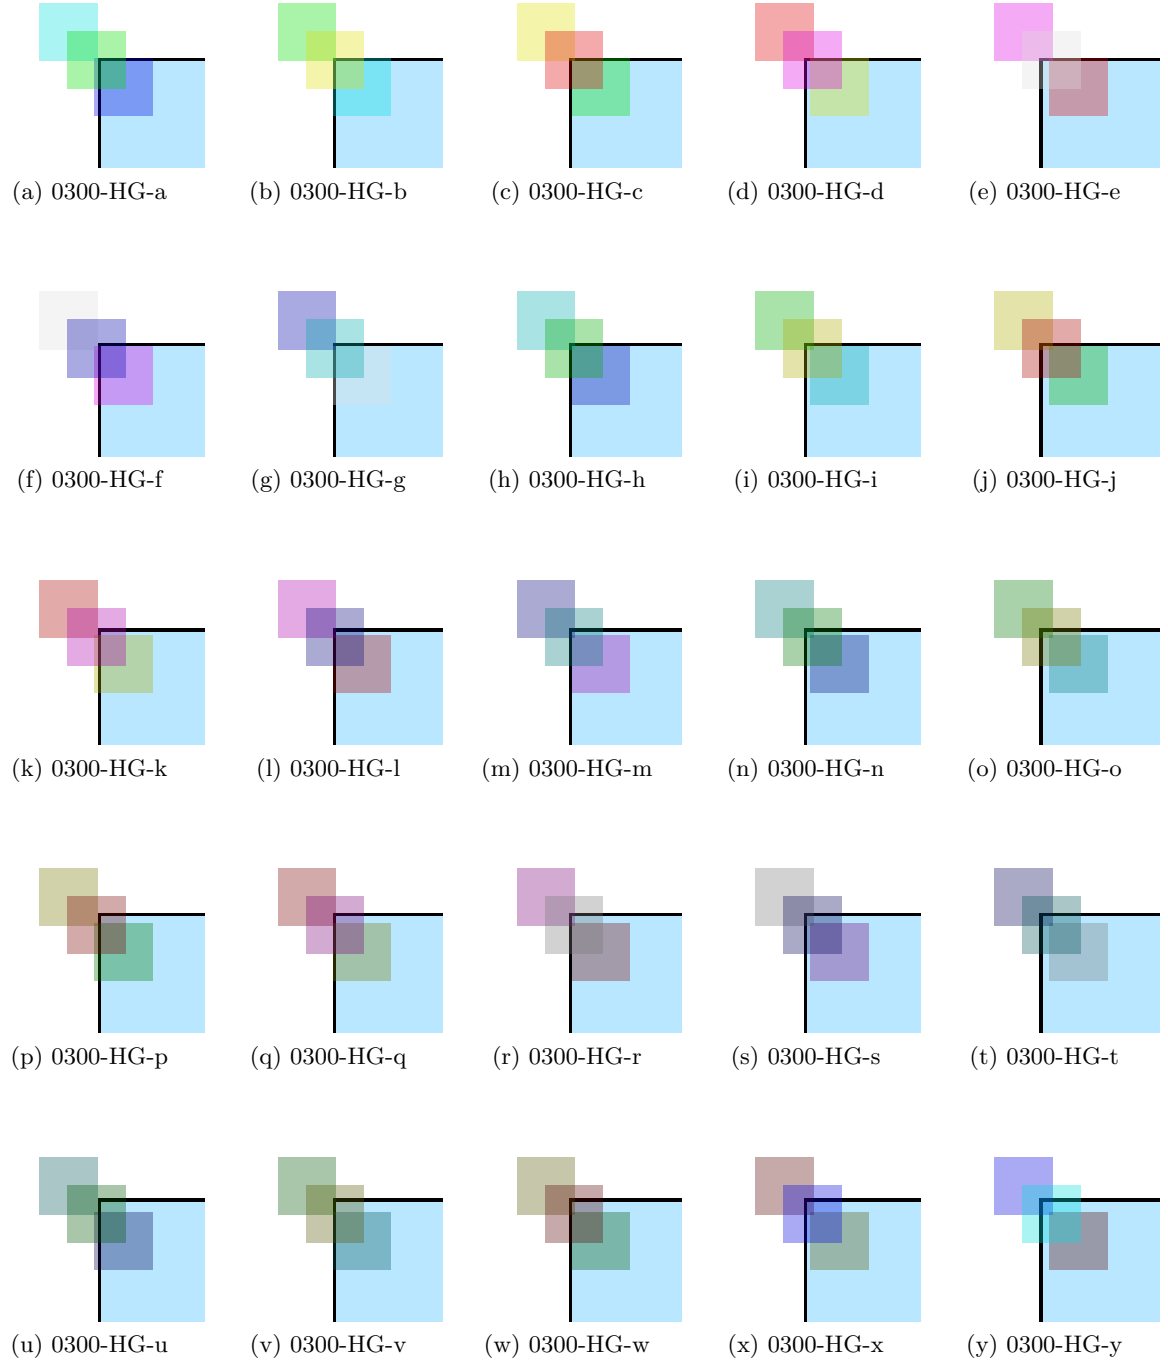 (a) 0300-HG-a (b) 0300-HG-b (c) 0300-HG-c (d) 0300-HG-d (e) 0300-HG-e
(f) 0300-HG-f (g) 0300-HG-g (h) 0300-HG-h (i) 0300-HG-i (j) 0300-HG-j
(k) 0300-HG-k (l) 0300-HG-l (m) 0300-HG-m (n) 0300-HG-n (o) 0300-HG-o
(p) 0300-HG-p (q) 0300-HG-q (r) 0300-HG-r (s) 0300-HG-s (t) 0300-HG-t
(u) 0300-HG-u (v) 0300-HG-v (w) 0300-HG-w (x) 0300-HG-x (y) 0300-HG-y